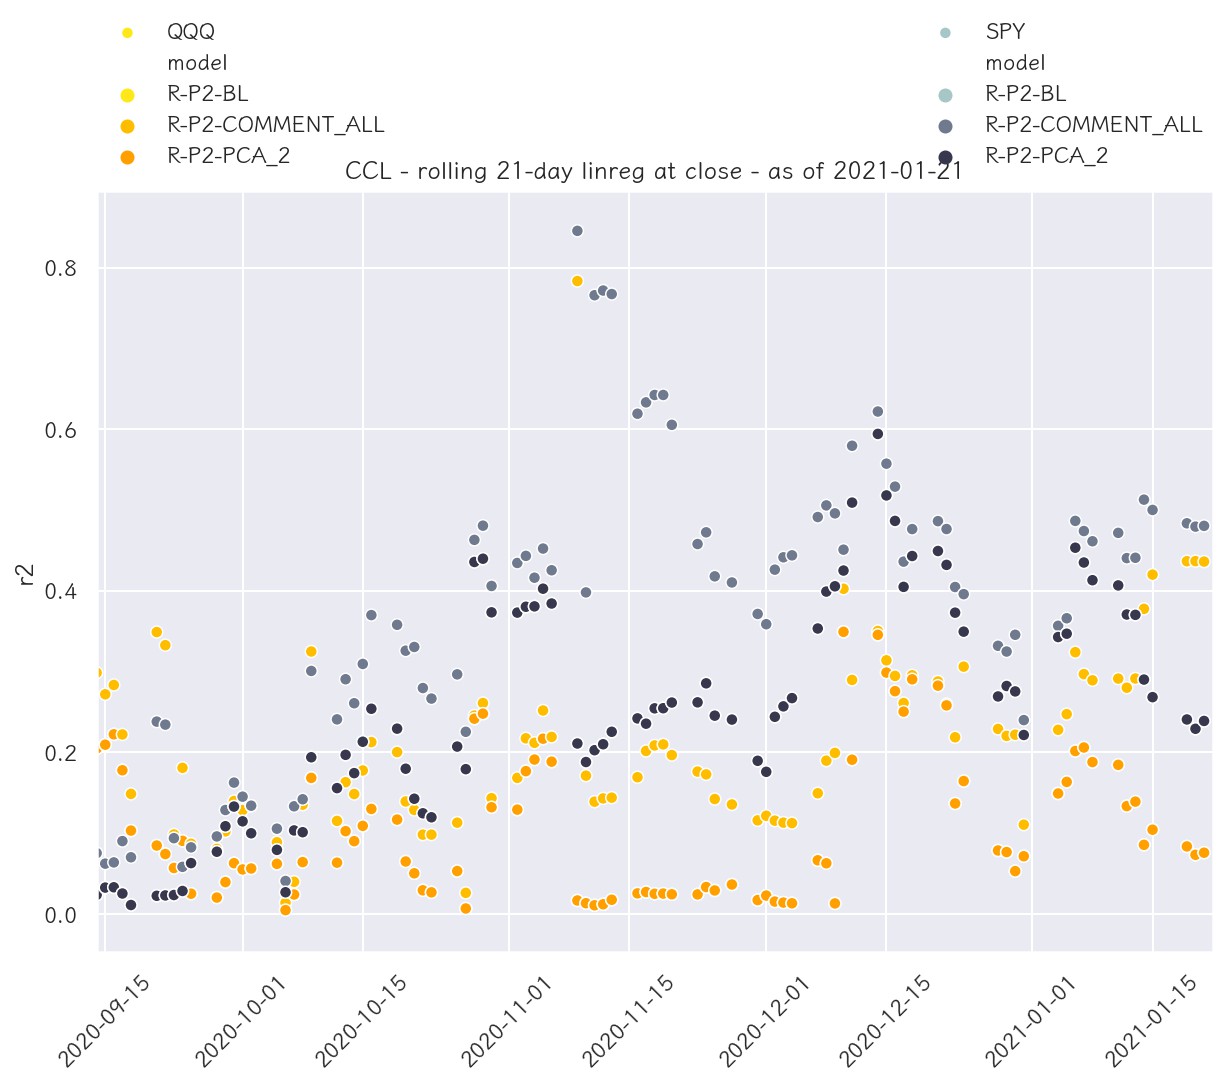 QQQ
model
R-P2-BL
R-P2-COMMENT_ALL
R-P2-PCA_2
SPY
model
R-P2-BL
R-P2-COMMENT_ALL
R-P2-PCA_2
CCL - rolling 21-day linreg at close - as of 2021-01-21
0.8
0.6
0.4
0.2
0.0
r2
2020-09-15
2020-10-01
2020-10-15
2020-11-01
2020-11-15
2020-12-01
2020-12-15
2021-01-01
2021-01-15